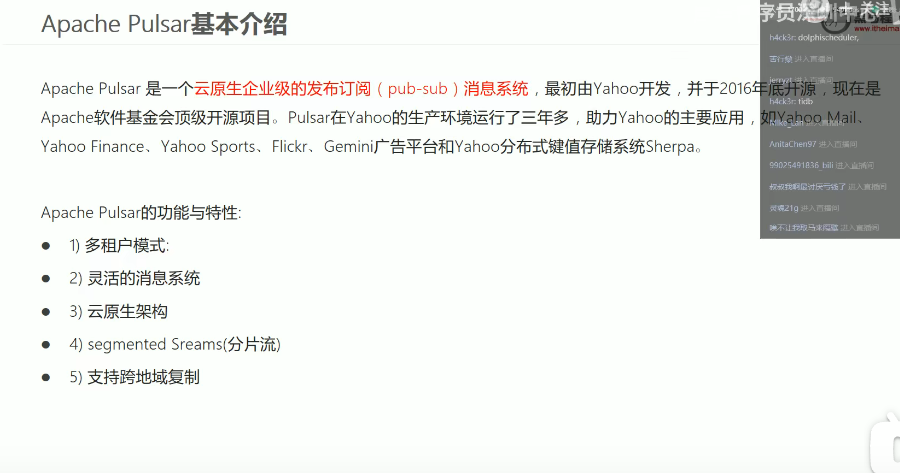 Apache Pulsar基本介绍
Apache Pulsar 是一个云原生企业级的发布订阅（pub-sub）消息系统，最初由Yahoo开发，并于2016年底开源，现在是
Apache软件基金会顶级开源项目。Pulsar在Yahoo的生产环境运行了三年多，助力Yahoo的主要应用，如Yahoo Mail、
Yahoo Finance、Yahoo Sports、Flickr、Gemini广告平台和Yahoo分布式键值存储系统Sherpa。
Apache Pulsar的功能与特性:
● 1) 多租户模式:
● 2) 灵活的消息系统
● 3) 云原生架构
● 4) segmented Sreams(分片流)
● 5) 支持跨地域复制
+ 关注
www.itheima
h4ck3r: dolphischeduler,
进入直播间
进入直播间
h4ck3r: tidb
AnitaChen97 进入直播间
99025491836_bili 进入直播间
进入直播间
21g 进入直播间
进入直播间